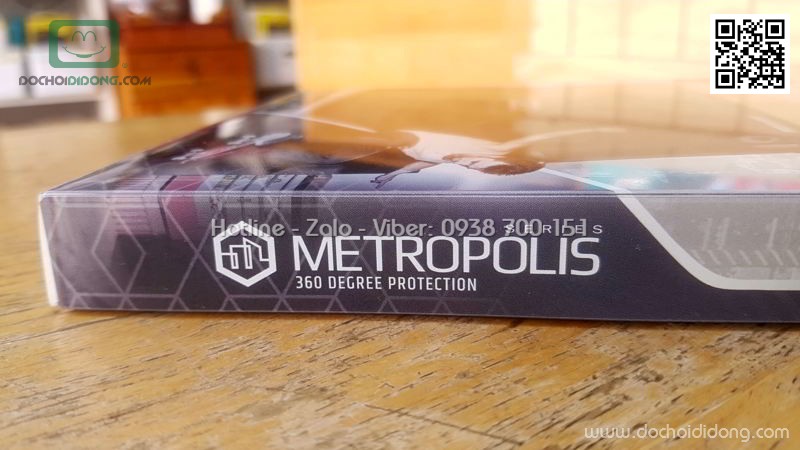 DOCHOIDIDONG.COM
Hotline - Zalo - Viber: 0938 300 151
SERIES
METROPOLIS
360 DEGREE PROTECTION
www.dochoididong.com